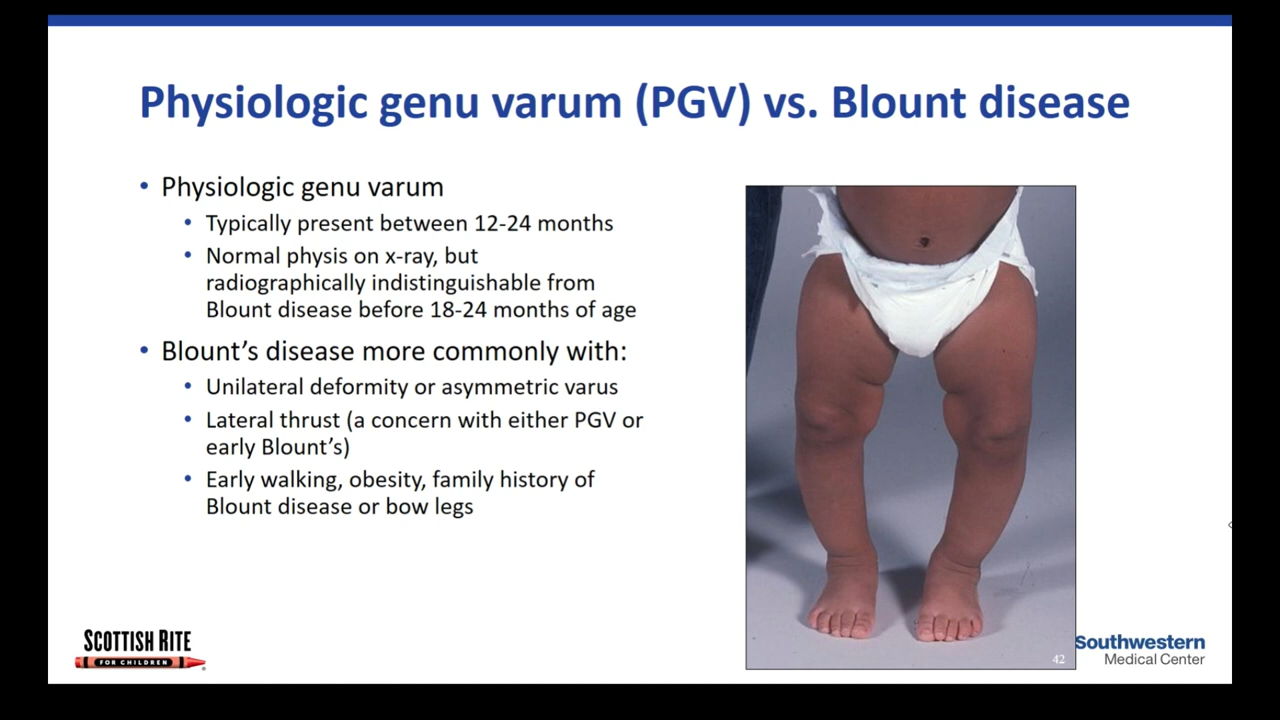 Physiologic genu varum (PGV) vs. Blount disease
• Physiologic genu varum
• Typically present between 12-24 months
• Normal physis on x-ray, but
radiographically indistinguishable from
Blount disease before 18-24 months of age
• Blount’s disease more commonly with:
• Unilateral deformity or asymmetric varus
• Lateral thrust (a concern with either PGV or
early Blount’s)
• Early walking, obesity, family history of
Blount disease or bow legs
SCOTTISH RITE
FOR CHILDREN
42
Southwestern
Medical Center